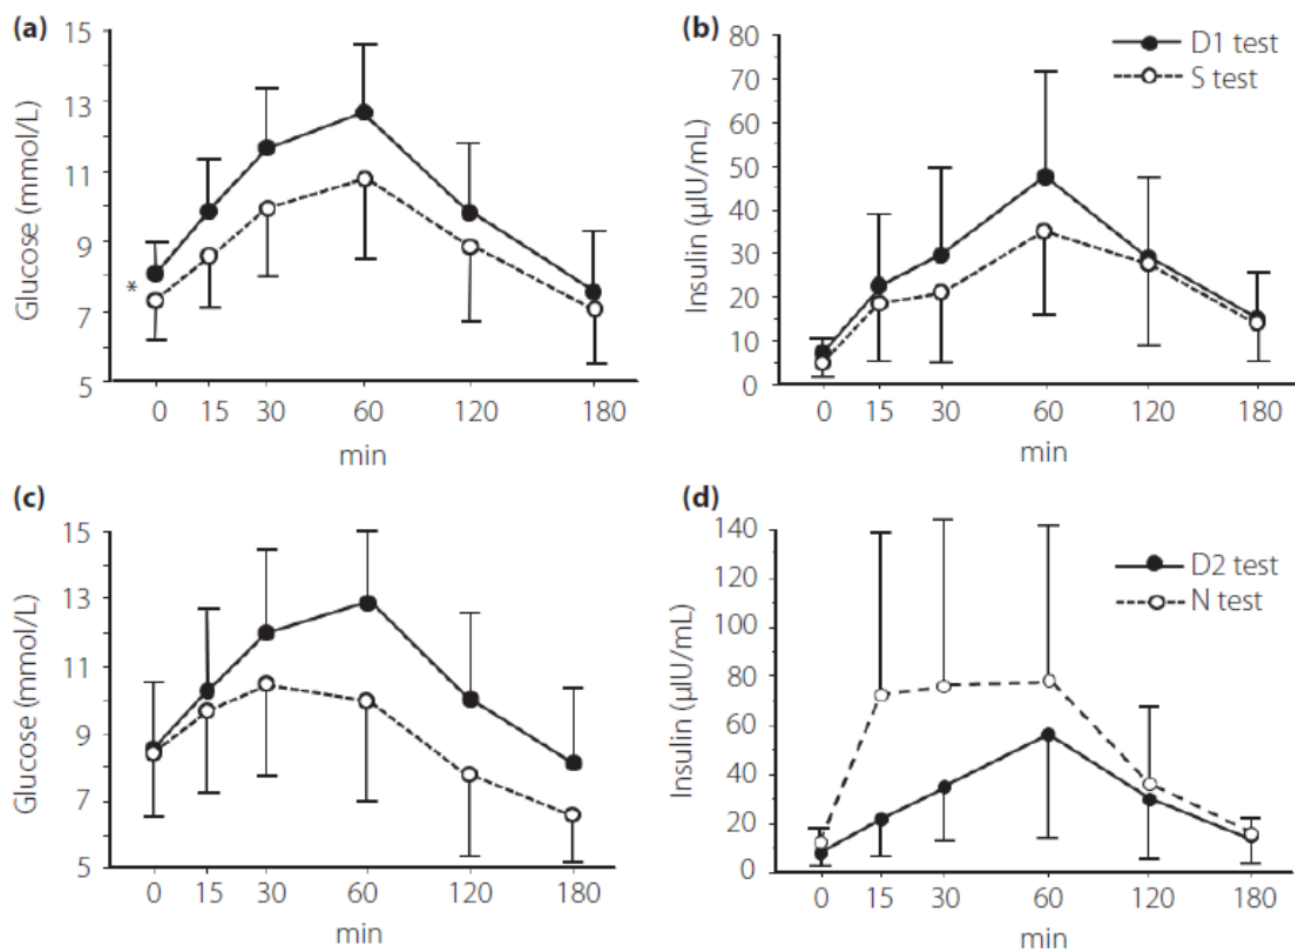 (a)
15
13
11
9
7
5
Glucose (mmol/L)
*
0 15 30 60 120 180
min
(b)
80
70
60
50
40
30
20
10
0
Insulin (µIU/mL)
D1 test
S test
0 15 30 60 120 180
min
(c)
15
13
11
9
7
5
Glucose (mmol/L)
0 15 30 60 120 180
min
(d)
140
120
100
80
60
40
20
0
Insulin (µIU/mL)
D2 test
N test
0 15 30 60 120 180
min